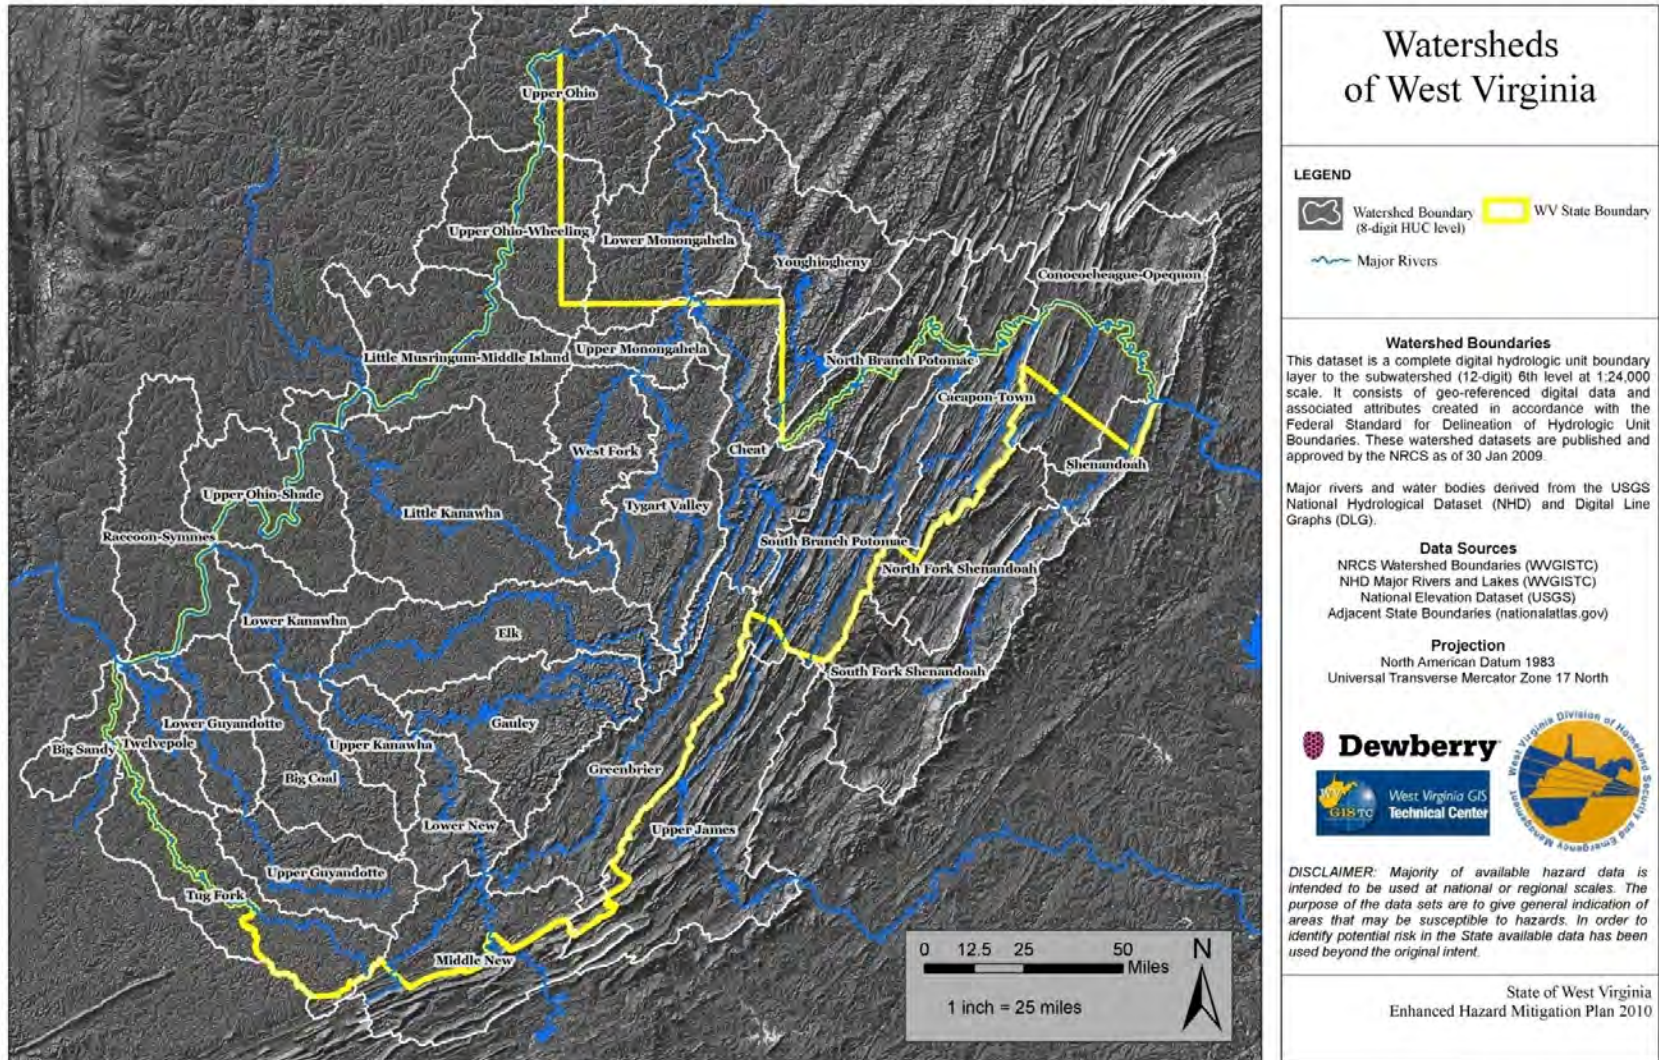 Watersheds
of West Virginia
LEGEND
Watershed Boundary
(8-digit HUC level)
WV State Boundary
Major Rivers
Watershed Boundaries
This dataset is a complete digital hydrologic unit boundary
layer to the subwatershed (12-digit) 6th level at 1:24,000
scale. It consists of geo-referenced digital data and
associated attributes created in accordance with the
Federal Standard for Delineation of Hydrologic Unit
Boundaries. These watershed datasets are published and
approved by the NRCS as of 30 Jan 2009.
Major rivers and water bodies derived from the USGS
National Hydrological Dataset (NHD) and Digital Line
Graphs (DLG).
Data Sources
NRCS Watershed Boundaries (WVGISTC)
NHD Major Rivers and Lakes (WVGISTC)
National Elevation Dataset (USGS)
Adjacent State Boundaries (nationalatlas.gov)
Projection
North American Datum 1983
Universal Transverse Mercator Zone 17 North
Dewberry
WV
GISTC
West Virginia GIS
Technical Center
West Virginia Division of Homeland Security and Emergency Management
DISCLAIMER: Majority of available hazard data is
intended to be used at national or regional scales. The
purpose of the data sets are to give general indication of
areas that may be susceptible to hazards. In order to
identify potential risk in the State available data has been
used beyond the original intent.
State of West Virginia
Enhanced Hazard Mitigation Plan 2010
Upper Ohio
Upper Ohio-Wheeling
Lower Monongahela
Youghiogheny
Conococheague-Opequon
Little Musringum-Middle Island
Upper Monongahela
North Branch Potomac
Cacapon-Town
West Fork
Cheat
Shenandoah
Upper Ohio-Shade
Little Kanawha
Tygart Valley
Raccoon-Symmes
South Branch Potomac
North Fork Shenandoah
Lower Kanawha
Elk
South Fork Shenandoah
Lower Guyandotte
Gauley
Big Sandy
Twelvepole
Upper Kanawha
Big Coal
Greenbrier
Lower New
Upper James
Upper Guyandotte
Tug Fork
Middle New
0 12.5 25 50
Miles
1 inch = 25 miles
N